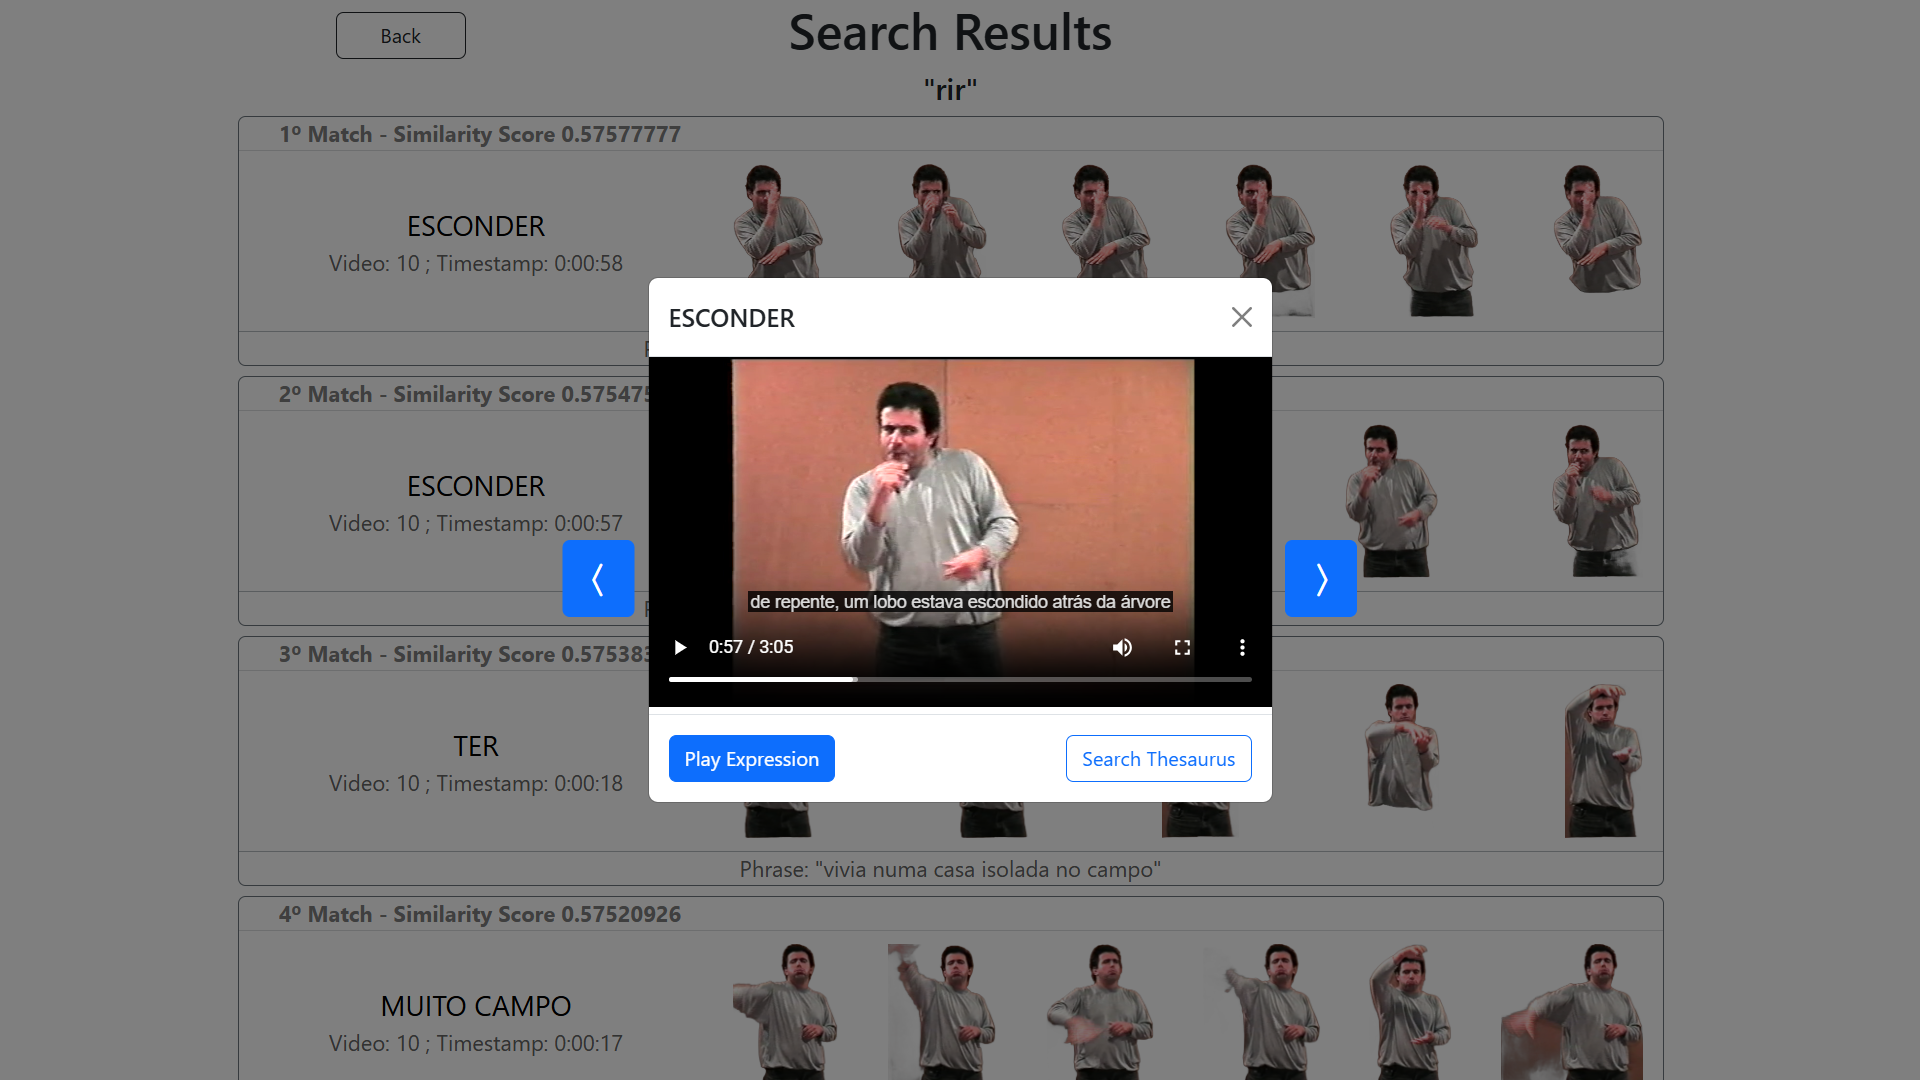 Back
Search Results
"rir"
1º Match - Similarity Score 0.57577777
ESCONDER
Video: 10 ; Timestamp: 0:00:58
2º Match - Similarity Score
ESCONDER
Video: 10 ; Timestamp: 0:00:57
3º Match - Similarity Score
TER
Video: 10 ; Timestamp: 0:00:18
Phrase: "vivia numa casa isolada no campo"
4º Match - Similarity Score 0.57520926
MUITO CAMPO
Video: 10 ; Timestamp: 0:00:17
ESCONDER
de repente, um lobo estava escondido atrás da árvore
0:57 / 3:05
Play Expression
Search Thesaurus